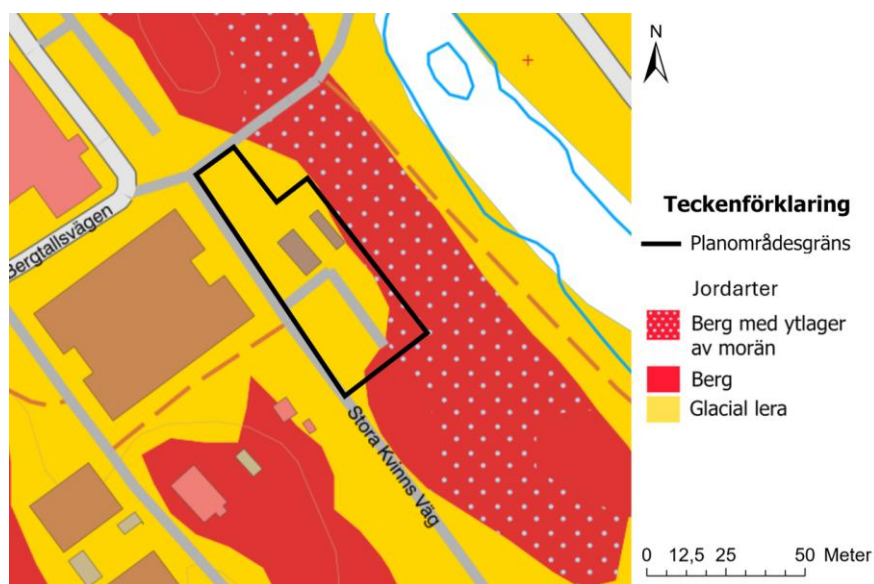 Bergtallsvägen
Stora Kvinns Väg
N
Teckenförklaring
Planområdesgräns
Jordarter
Berg med ytlager
av morän
Berg
Glacial lera
0 12,5 25 50 Meter